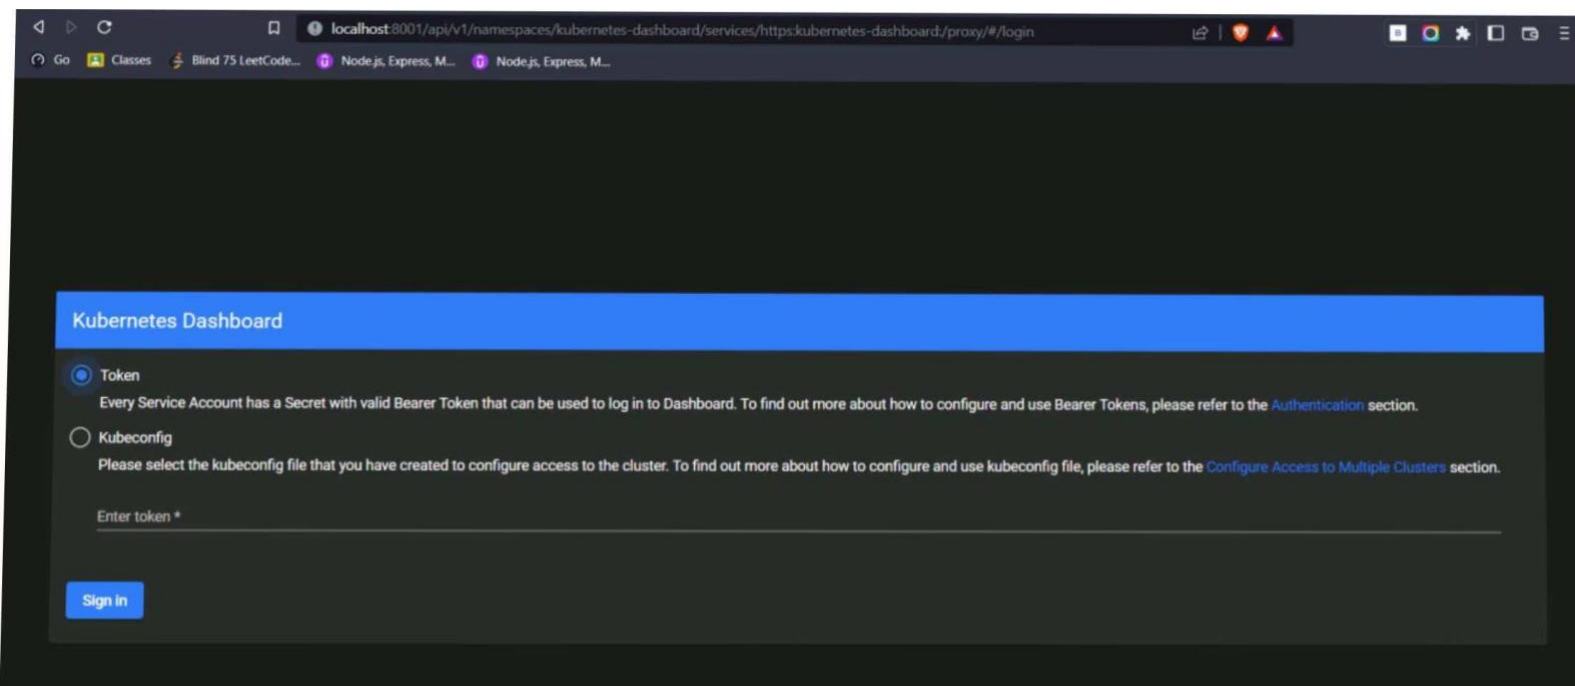 localhost:8001/api/v1/namespaces/kubernetes-dashboard/services/https:kubernetes-dashboard:/proxy/#/login
Go Classes Blind 75 LeetCode... Node.js, Express, M... Node.js, Express, M...
Kubernetes Dashboard
Token
Every Service Account has a Secret with valid Bearer Token that can be used to log in to Dashboard. To find out more about how to configure and use Bearer Tokens, please refer to the Authentication section.
Kubeconfig
Please select the kubeconfig file that you have created to configure access to the cluster. To find out more about how to configure and use kubeconfig file, please refer to the Configure Access to Multiple Clusters section.
Enter token *
Sign in